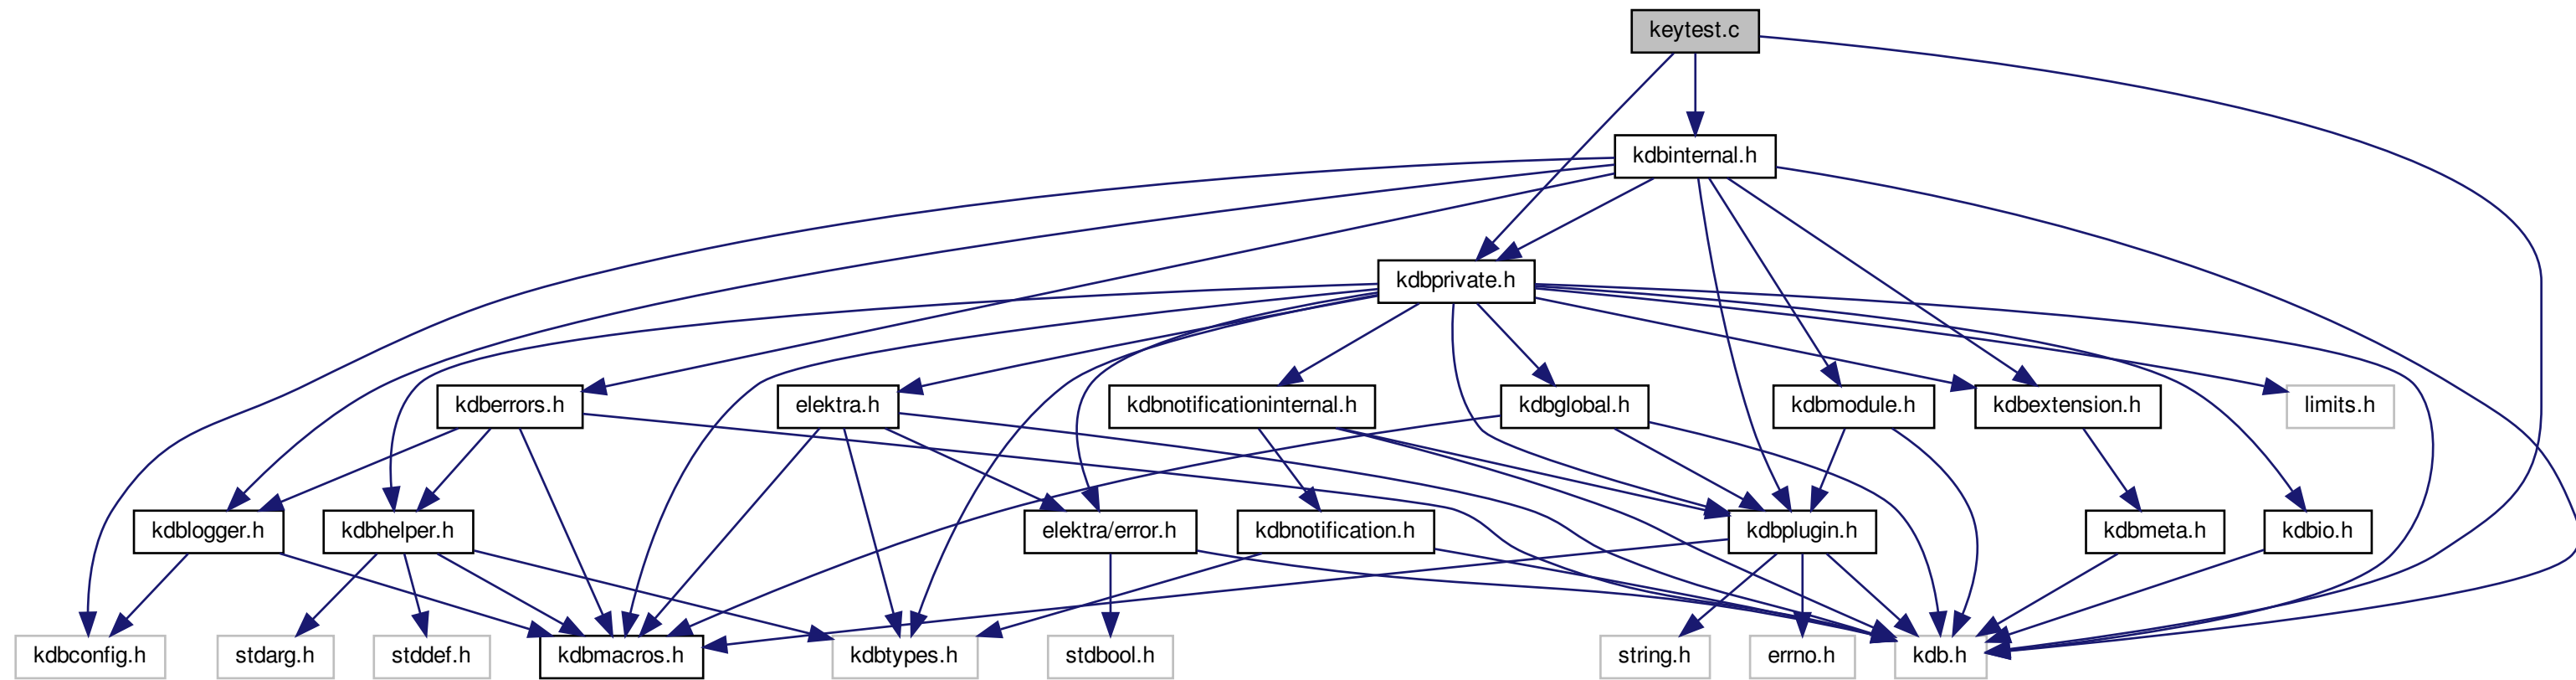 keytest.c
kdbinternal.h
kdbprivate.h
kdberrors.h
elektra.h
kdbnotificationinternal.h
kdbglobal.h
kdbmodule.h
kdbextension.h
limits.h
kdblogger.h
kdbhelper.h
elektra/error.h
kdbnotification.h
kdbplugin.h
kdbmeta.h
kdbio.h
kdbconfig.h
stdarg.h
stddef.h
kdbmacros.h
kdbtypes.h
stdbool.h
string.h
errno.h
kdb.h